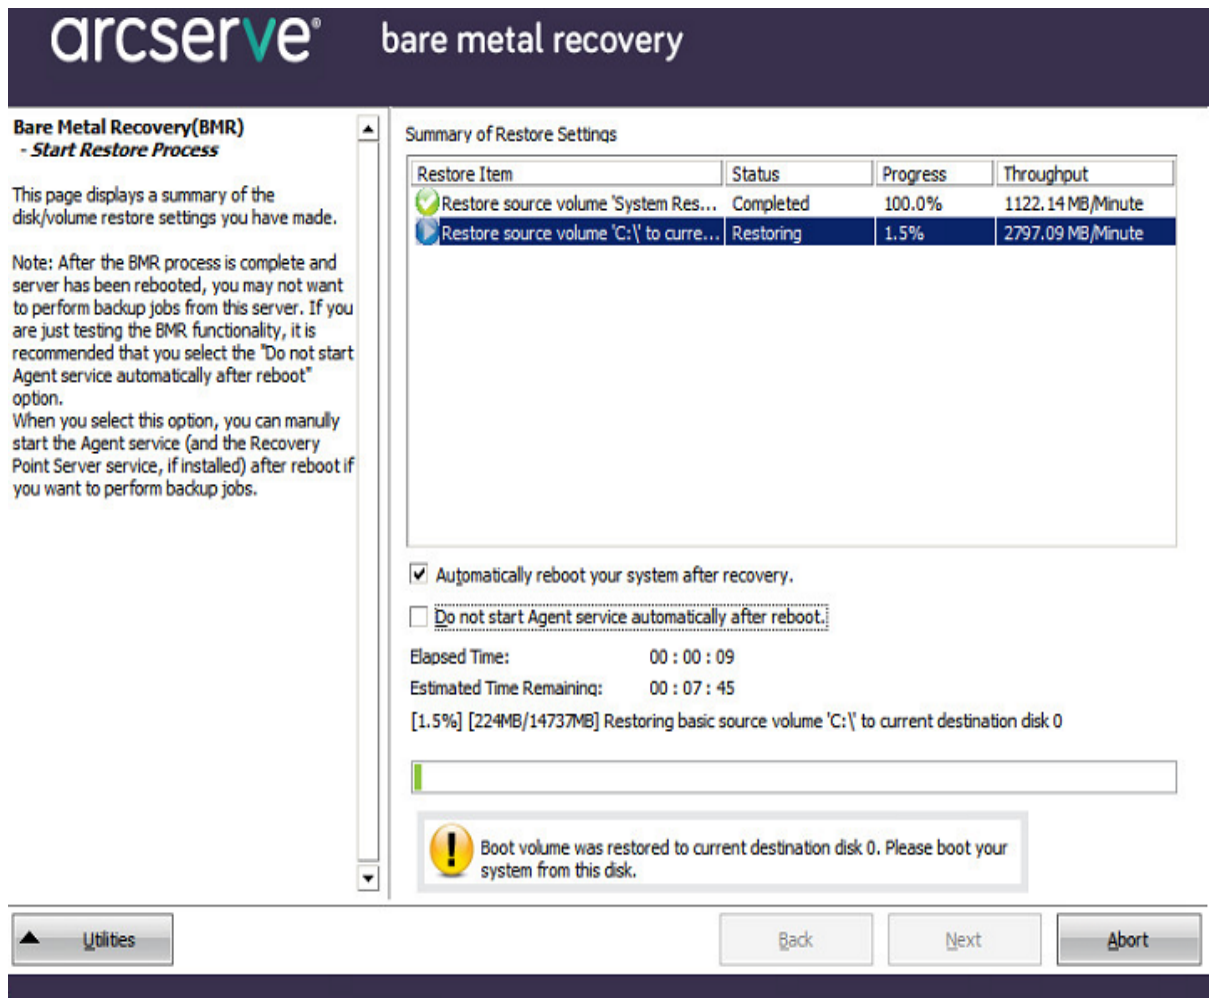 arcserve®
bare metal recovery
Bare Metal Recovery(BMR)
- Start Restore Process
This page displays a summary of the
disk/volume restore settings you have made.
Note: After the BMR process is complete and
server has been rebooted, you may not want
to perform backup jobs from this server. If you
are just testing the BMR functionality, it is
recommended that you select the "Do not start
Agent service automatically after reboot"
option.
When you select this option, you can manully
start the Agent service (and the Recovery
Point Server service, if installed) after reboot if
you want to perform backup jobs.
Summary of Restore Settings
Restore Item Status Progress Throughput
Restore source volume 'System Res... Completed 100.0% 1122.14 MB/Minute
Restore source volume 'C:\' to curre... Restoring 1.5% 2797.09 MB/Minute
Automatically reboot your system after recovery.
Do not start Agent service automatically after reboot.
Elapsed Time: 00 : 00 : 09
Estimated Time Remaining: 00 : 07 : 45
[1.5%] [224MB/14737MB] Restoring basic source volume 'C:\' to current destination disk 0
Boot volume was restored to current destination disk 0. Please boot your
system from this disk.
Utilities
Back
Next
Abort